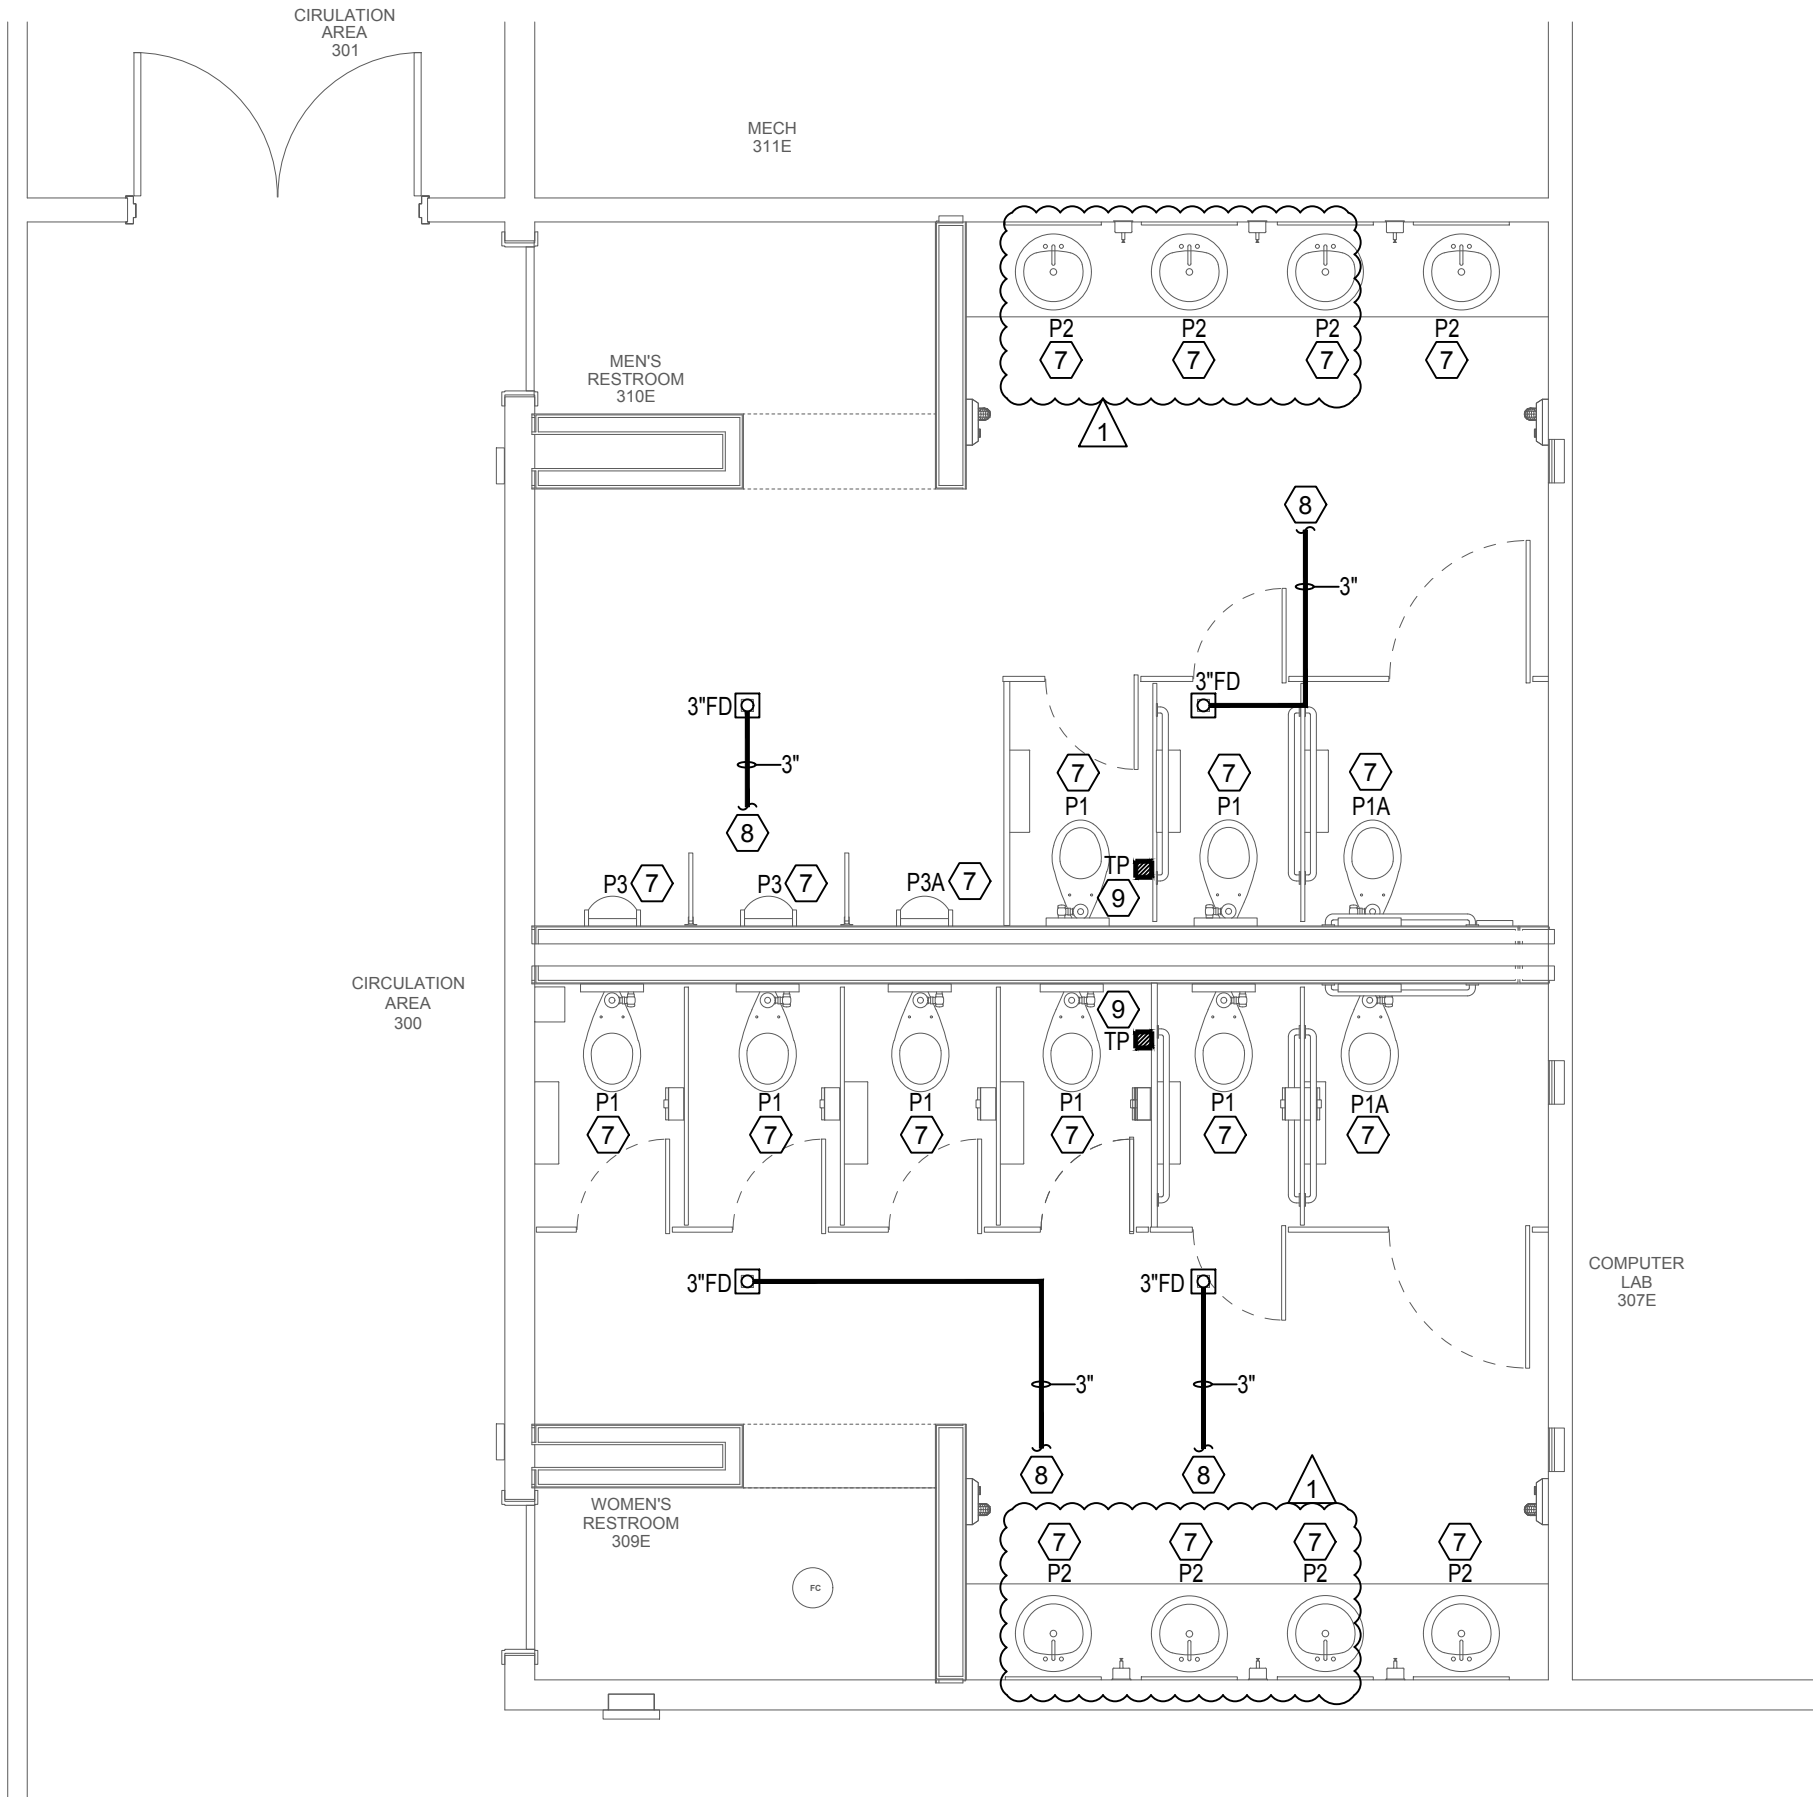 CIRULATION
AREA
301
MECH
311E
P2
P2
P2
P2
7
7
7
7
MEN'S
RESTROOM
310E
1
8
3"
3"FD
3"FD
3"
8
7
7
7
P1
P1
P1A
P3
7
P3
7
P3A
7
TP
9
CIRCULATION
AREA
300
9
TP
P1
P1
P1
P1
P1
P1A
7
7
7
7
7
7
3"FD
3"FD
COMPUTER
LAB
307E
3"
3"
8
8
1
WOMEN'S
RESTROOM
309E
7
7
7
7
P2
P2
P2
P2
FC